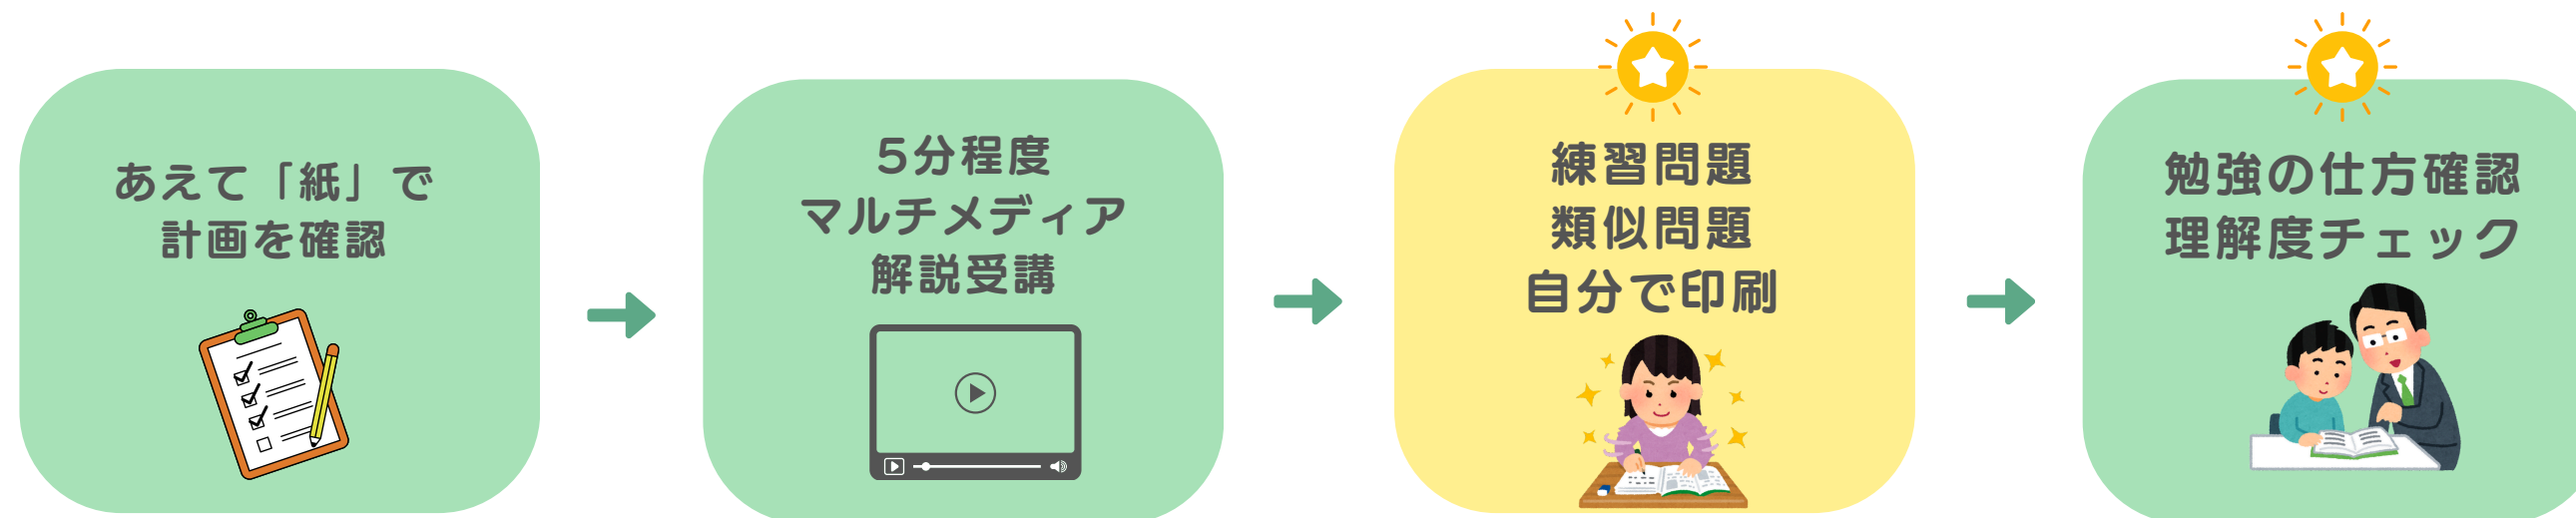 あえて「紙」で
計画を確認
5分程度
マルチメディア
解説受講
練習問題
類似問題
自分で印刷
勉強の仕方確認
理解度チェック